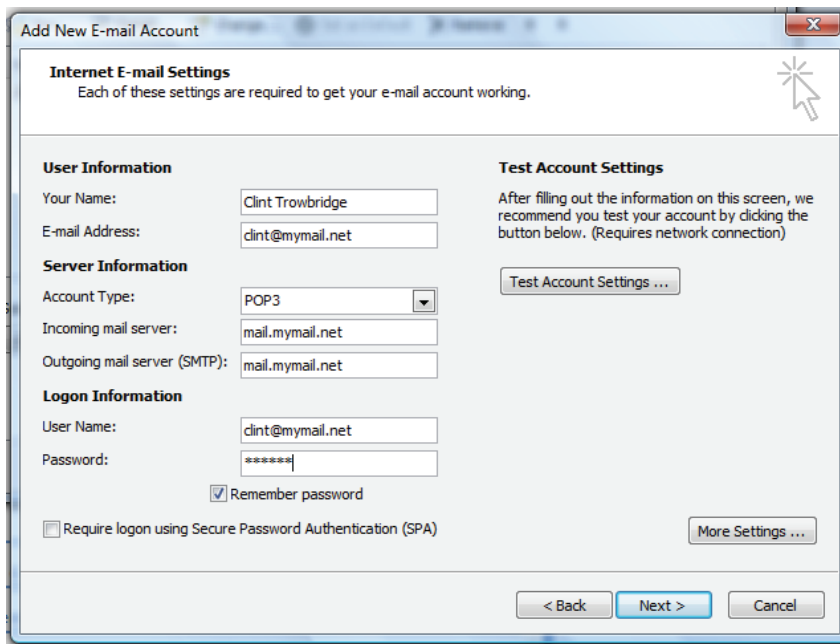 Add New E-mail Account
Internet E-mail Settings
Each of these settings are required to get your e-mail account working.
User Information
Your Name:
Clint Trowbridge
E-mail Address:
clint@mymail.net
Server Information
Account Type:
POP3
Incoming mail server:
mail.mymail.net
Outgoing mail server (SMTP):
mail.mymail.net
Logon Information
User Name:
clint@mymail.net
Password:
******
Remember password
Require logon using Secure Password Authentication (SPA)
Test Account Settings
After filling out the information on this screen, we
recommend you test your account by clicking the
button below. (Requires network connection)
Test Account Settings ...
More Settings ...
< Back
Next >
Cancel